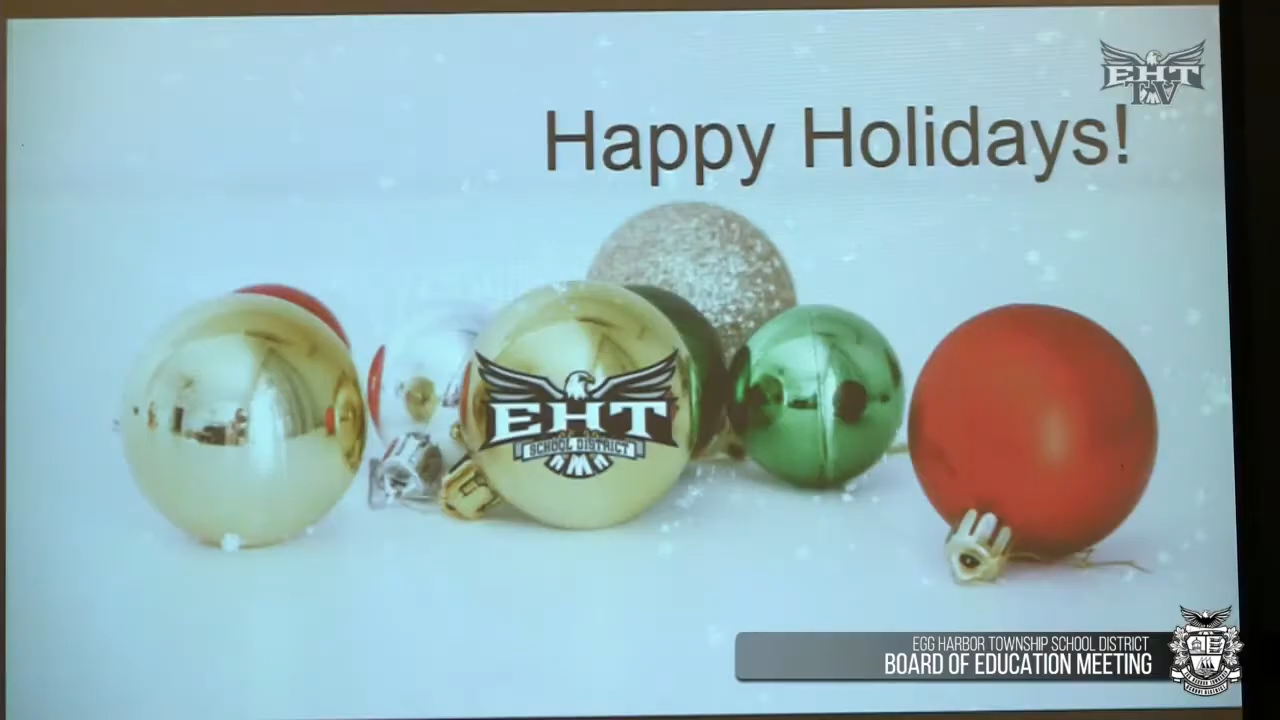 EHT
TV
Happy Holidays!
EHT
SCHOOL DISTRICT
EGG HARBOR TOWNSHIP SCHOOL DISTRICT
BOARD OF EDUCATION MEETING